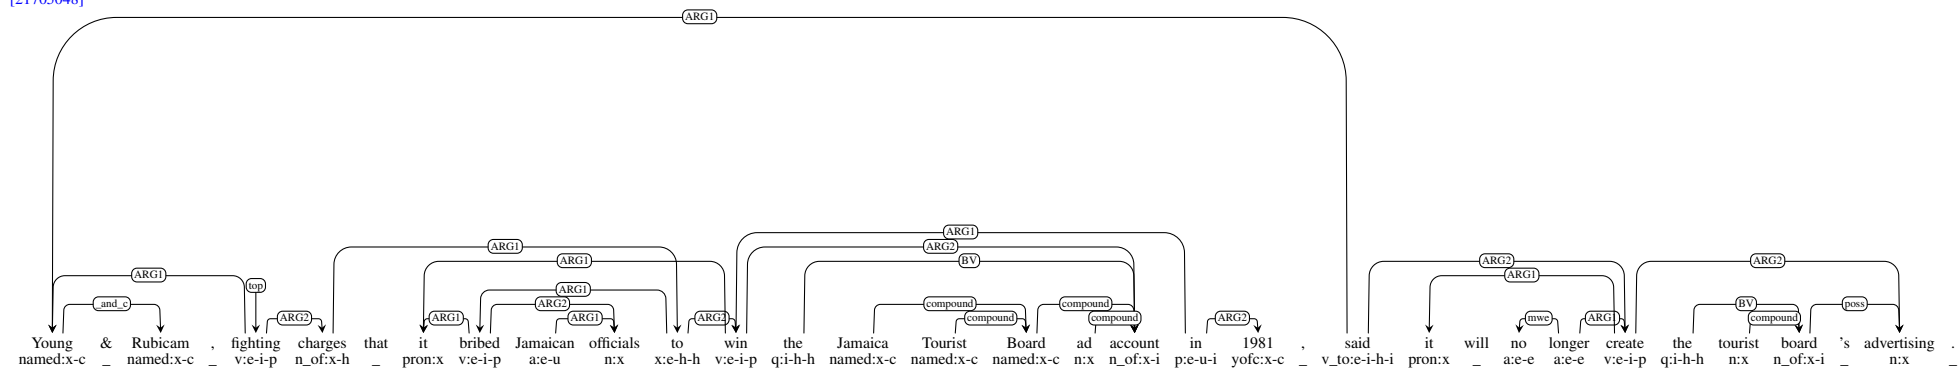 [21703048]
ARG1
ARG1
ARG1 ARG2
ARG1 BV ARG2 ARG2
ARG1 ARG1
top ARG1
_and_c ARG2 compound compound BV poss
ARG2 ARG1 ARG1 ARG2 compound compound ARG2 mwe ARG1 compound
Young & Rubicam , fighting charges that it bribed Jamaican officials to win the Jamaica Tourist Board ad account in 1981 , said it will no longer create the tourist board 's advertising .
named:x-c _ named:x-c _ v:e-i-p n_of:x-h _ pron:x v:e-i-p a:e-u n:x x:e-h-h v:e-i-p q:i-h-h named:x-c named:x-c named:x-c n:x n_of:x-i p:e-u-i yofc:x-c _ v_to:e-i-h-i pron:x _ a:e-e a:e-e v:e-i-p q:i-h-h n:x n_of:x-i _ n:x _